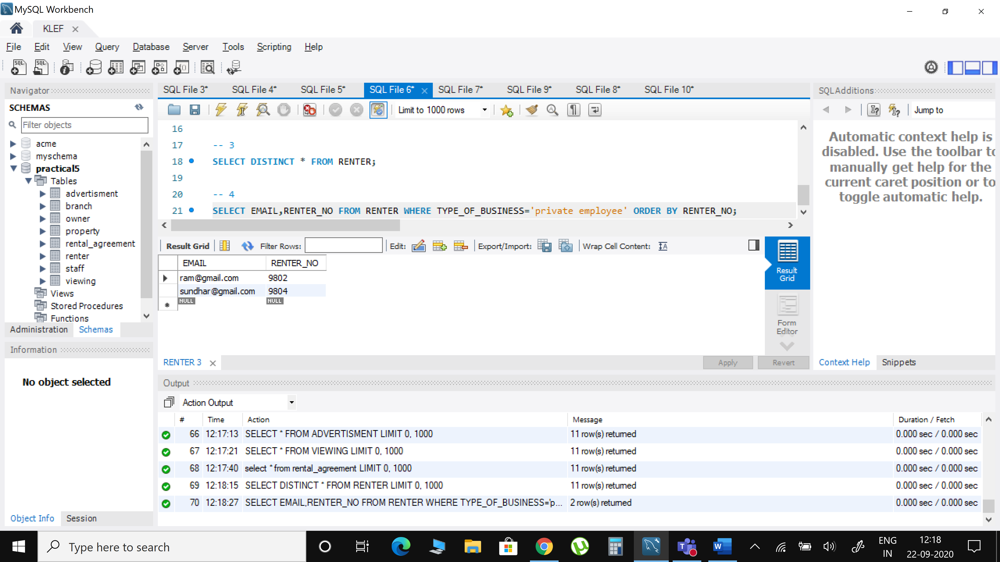 MySQL Workbench
KLEF
File Edit View Query Database Server Tools Scripting Help
Navigator
SCHEMAS
Filter objects
acme
myschema
practical5
Tables
advertisment
branch
owner
property
rental_agreement
renter
staff
viewing
Views
Stored Procedures
Functions
Administration Schemas
Information
No object selected
Object Info Session
SQL File 3* SQL File 4* SQL File 5* SQL File 6* SQL File 7* SQL File 9* SQL File 8* SQL File 10*
Limit to 1000 rows
16
17 -- 3
18 SELECT DISTINCT * FROM RENTER;
19
20 -- 4
21 SELECT EMAIL,RENTER_NO FROM RENTER WHERE TYPE_OF_BUSINESS='private employee' ORDER BY RENTER_NO;
Result Grid Filter Rows: Edit: Export/Import: Wrap Cell Content:
EMAIL RENTER_NO
ram@gmail.com 9802
sundhar@gmail.com 9804
NULL NULL
Result
Grid
Form
Editor
RENTER 3
Apply Revert
SQLAdditions
Jump to
Automatic context help is
disabled. Use the toolbar to
manually get help for the
current caret position or to
toggle automatic help.
Context Help Snippets
Output
Action Output
# Time Action Message Duration / Fetch
66 12:17:13 SELECT * FROM ADVERTISMENT LIMIT 0, 1000 11 row(s) returned 0.000 sec / 0.000 sec
67 12:17:21 SELECT * FROM VIEWING LIMIT 0, 1000 11 row(s) returned 0.000 sec / 0.000 sec
68 12:17:40 select * from rental_agreement LIMIT 0, 1000 11 row(s) returned 0.000 sec / 0.000 sec
69 12:18:15 SELECT DISTINCT * FROM RENTER LIMIT 0, 1000 11 row(s) returned 0.000 sec / 0.000 sec
70 12:18:27 SELECT EMAIL,RENTER_NO FROM RENTER WHERE TYPE_OF_BUSINESS='p... 2 row(s) returned 0.000 sec / 0.000 sec
Type here to search
ENG
IN
12:18
22-09-2020